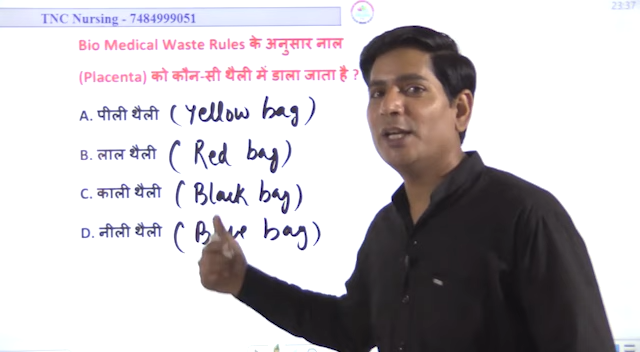 TNC Nursing - 7484999051
23:37
Bio Medical Waste Rules के अनुसार नाल
(Placenta) को कौन-सी थैली में डाला जाता है ?
A. पीली थैली (Yellow bag)
B. लाल थैली (Red bag)
C. काली थैली (Black bag)
D. नीली थैली ( bag)